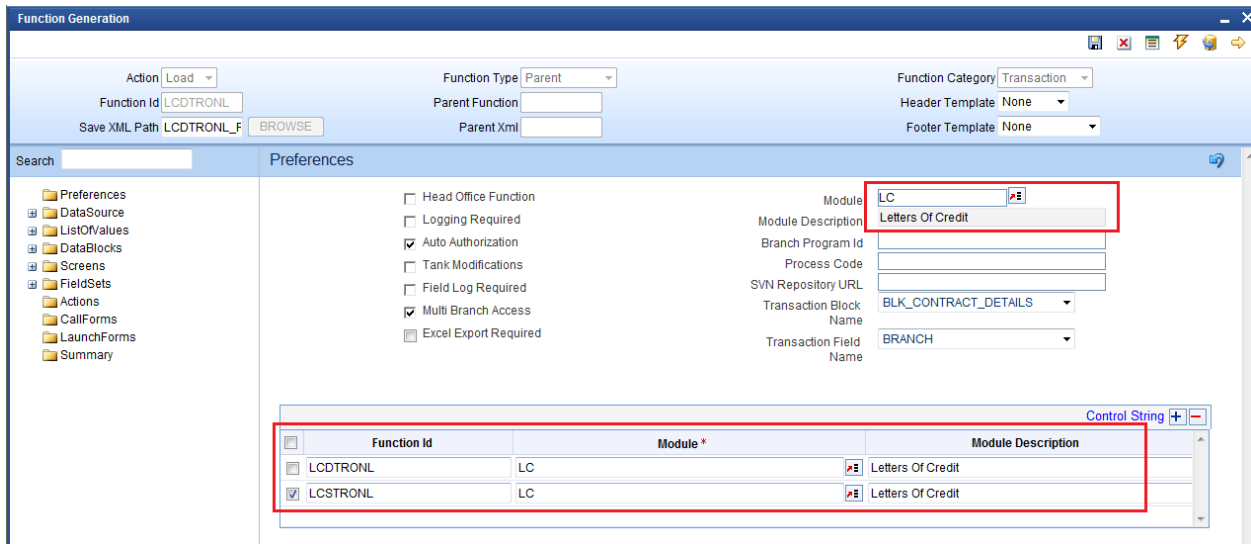 Function Generation
Action Load Function Type Parent Function Category Transaction
Function Id LCDTRONL Parent Function Header Template None
Save XML Path LCDTRONL_F BROWSE Parent Xml Footer Template None
Search Preferences
Preferences
DataSource
ListOfValues
DataBlocks
Screens
FieldSets
Actions
CallForms
LaunchForms
Summary
Head Office Function
Logging Required
Auto Authorization
Tank Modifications
Field Log Required
Multi Branch Access
Excel Export Required
Module LC
Module Description Letters Of Credit
Branch Program Id
Process Code
SVN Repository URL
Transaction Block Name BLK_CONTRACT_DETAILS
Transaction Field Name BRANCH
Control String
Function Id Module * Module Description
LCDTRONL LC Letters Of Credit
LCSTRONL LC Letters Of Credit